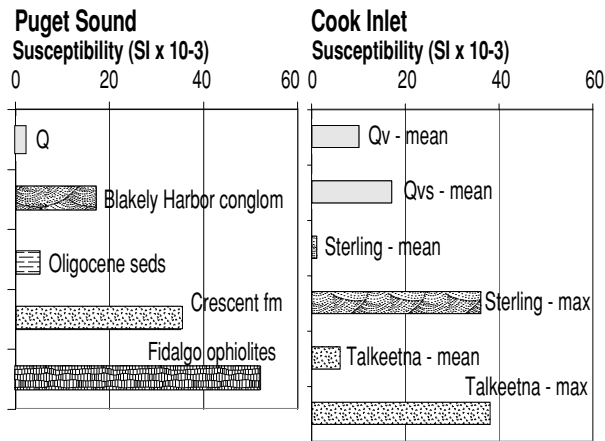 Puget Sound
Susceptibility (SI x 10-3)
0 20 40 60
Q
Blakely Harbor conglom
Oligocene seds
Crescent fm
Fidalgo ophiolites
Cook Inlet
Susceptibility (SI x 10-3)
0 20 40 60
Qv - mean
Qvs - mean
Sterling - mean
Sterling - max
Talkeetna - mean
Talkeetna - max